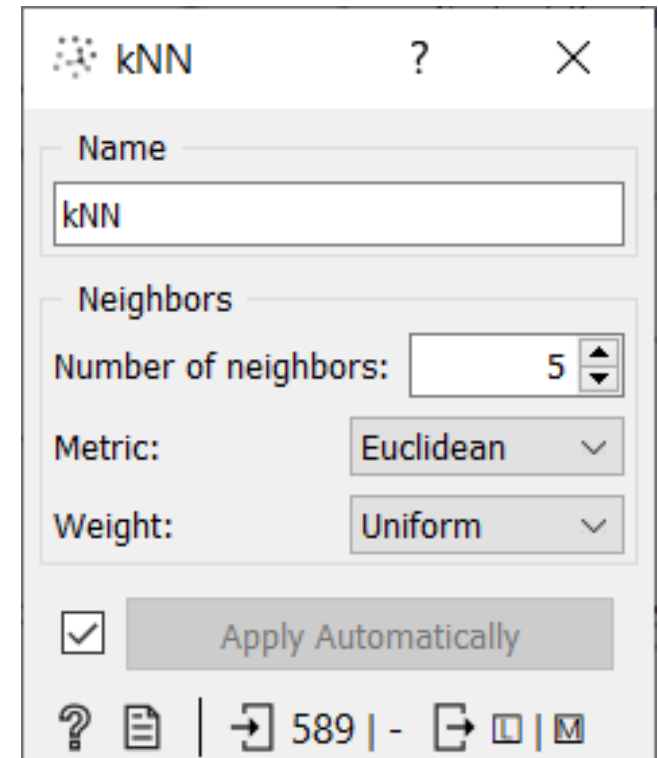 kNN ?
Name
kNN
Neighbors
Number of neighbors: 5
Metric: Euclidean
Weight: Uniform
Apply Automatically
? 589 | - L | M